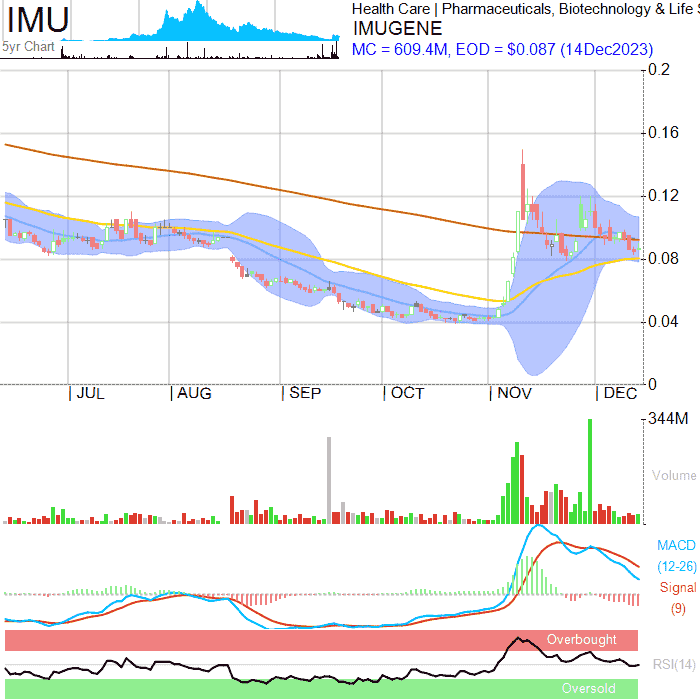 IMU
5yr Chart
Health Care | Pharmaceuticals, Biotechnology & Life S
IMUGENE
MC = 609.4M, EOD = $0.087 (14Dec2023)
0.2
0.16
0.12
0.08
0.04
0
JUL
AUG
SEP
OCT
NOV
DEC
344M
Volume
MACD
(12-26)
Signal
(9)
Overbought
RSI(14)
Oversold